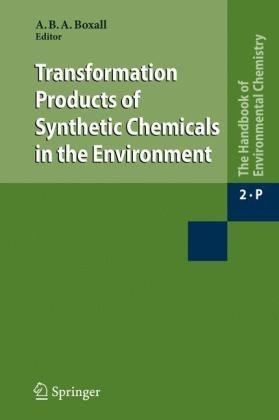 A. B. A. Boxall
Editor
Transformation
Products of
Synthetic Chemicals
in the Environment
The Handbook of
Environmental Chemistry
2 · P
Springer